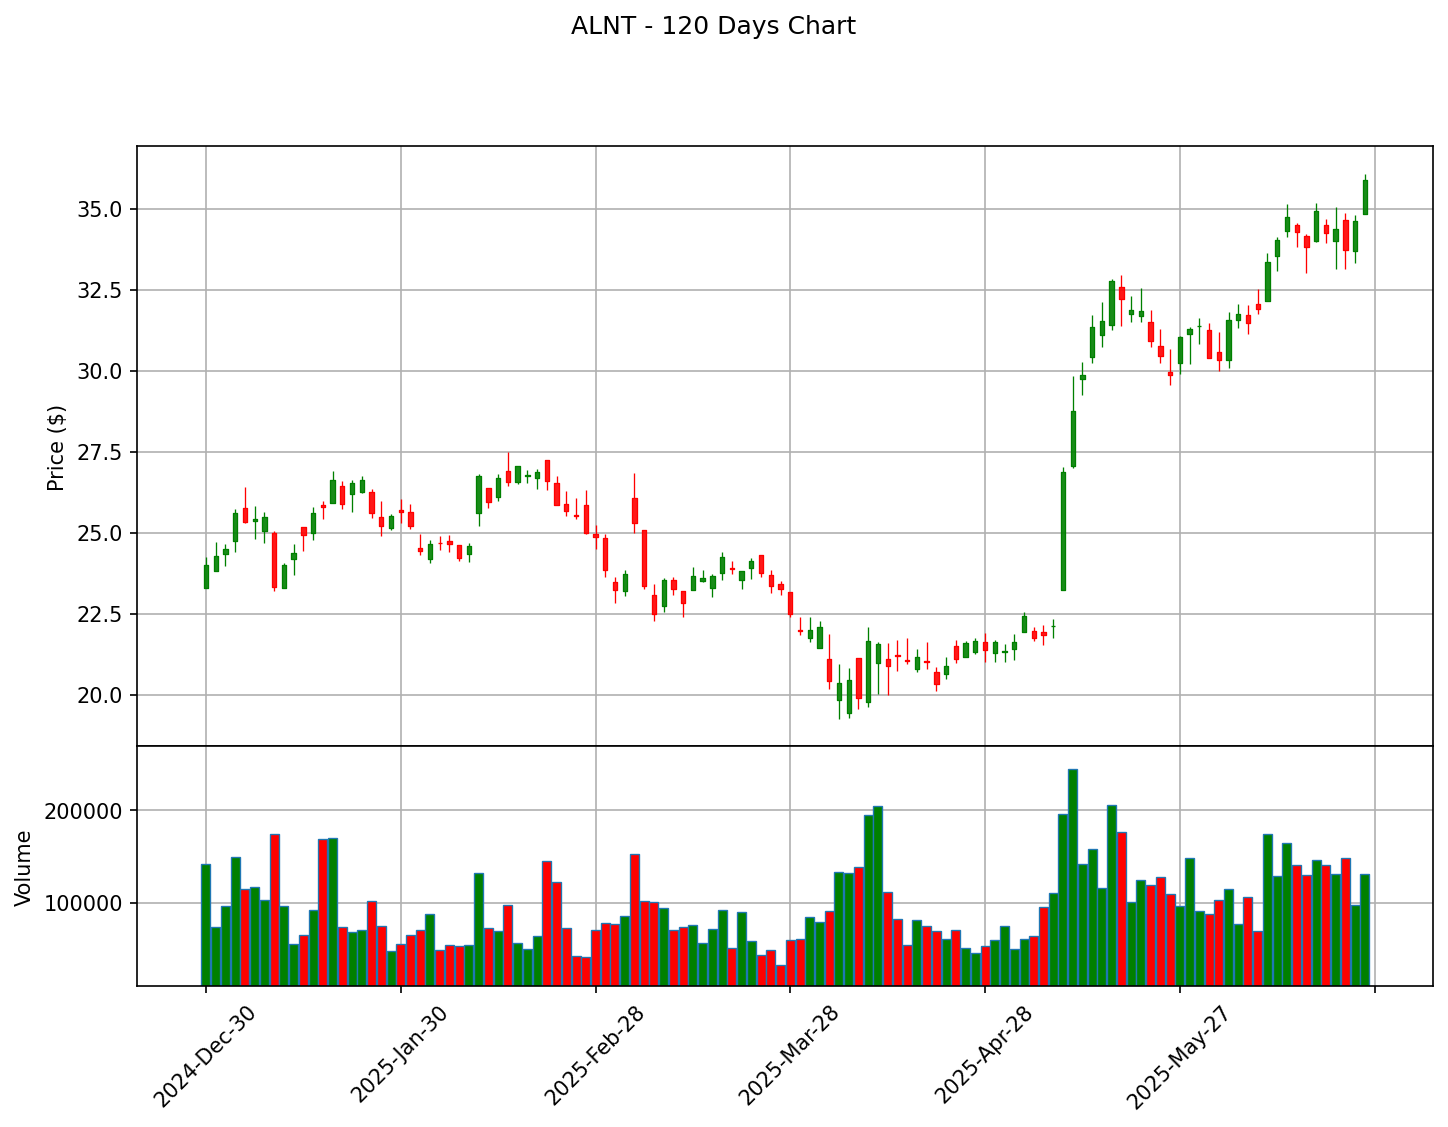 ALNT - 120 Days Chart
Price ($)
35.0
32.5
30.0
27.5
25.0
22.5
20.0
Volume
200000
100000
2024-Dec-30
2025-Jan-30
2025-Feb-28
2025-Mar-28
2025-Apr-28
2025-May-27